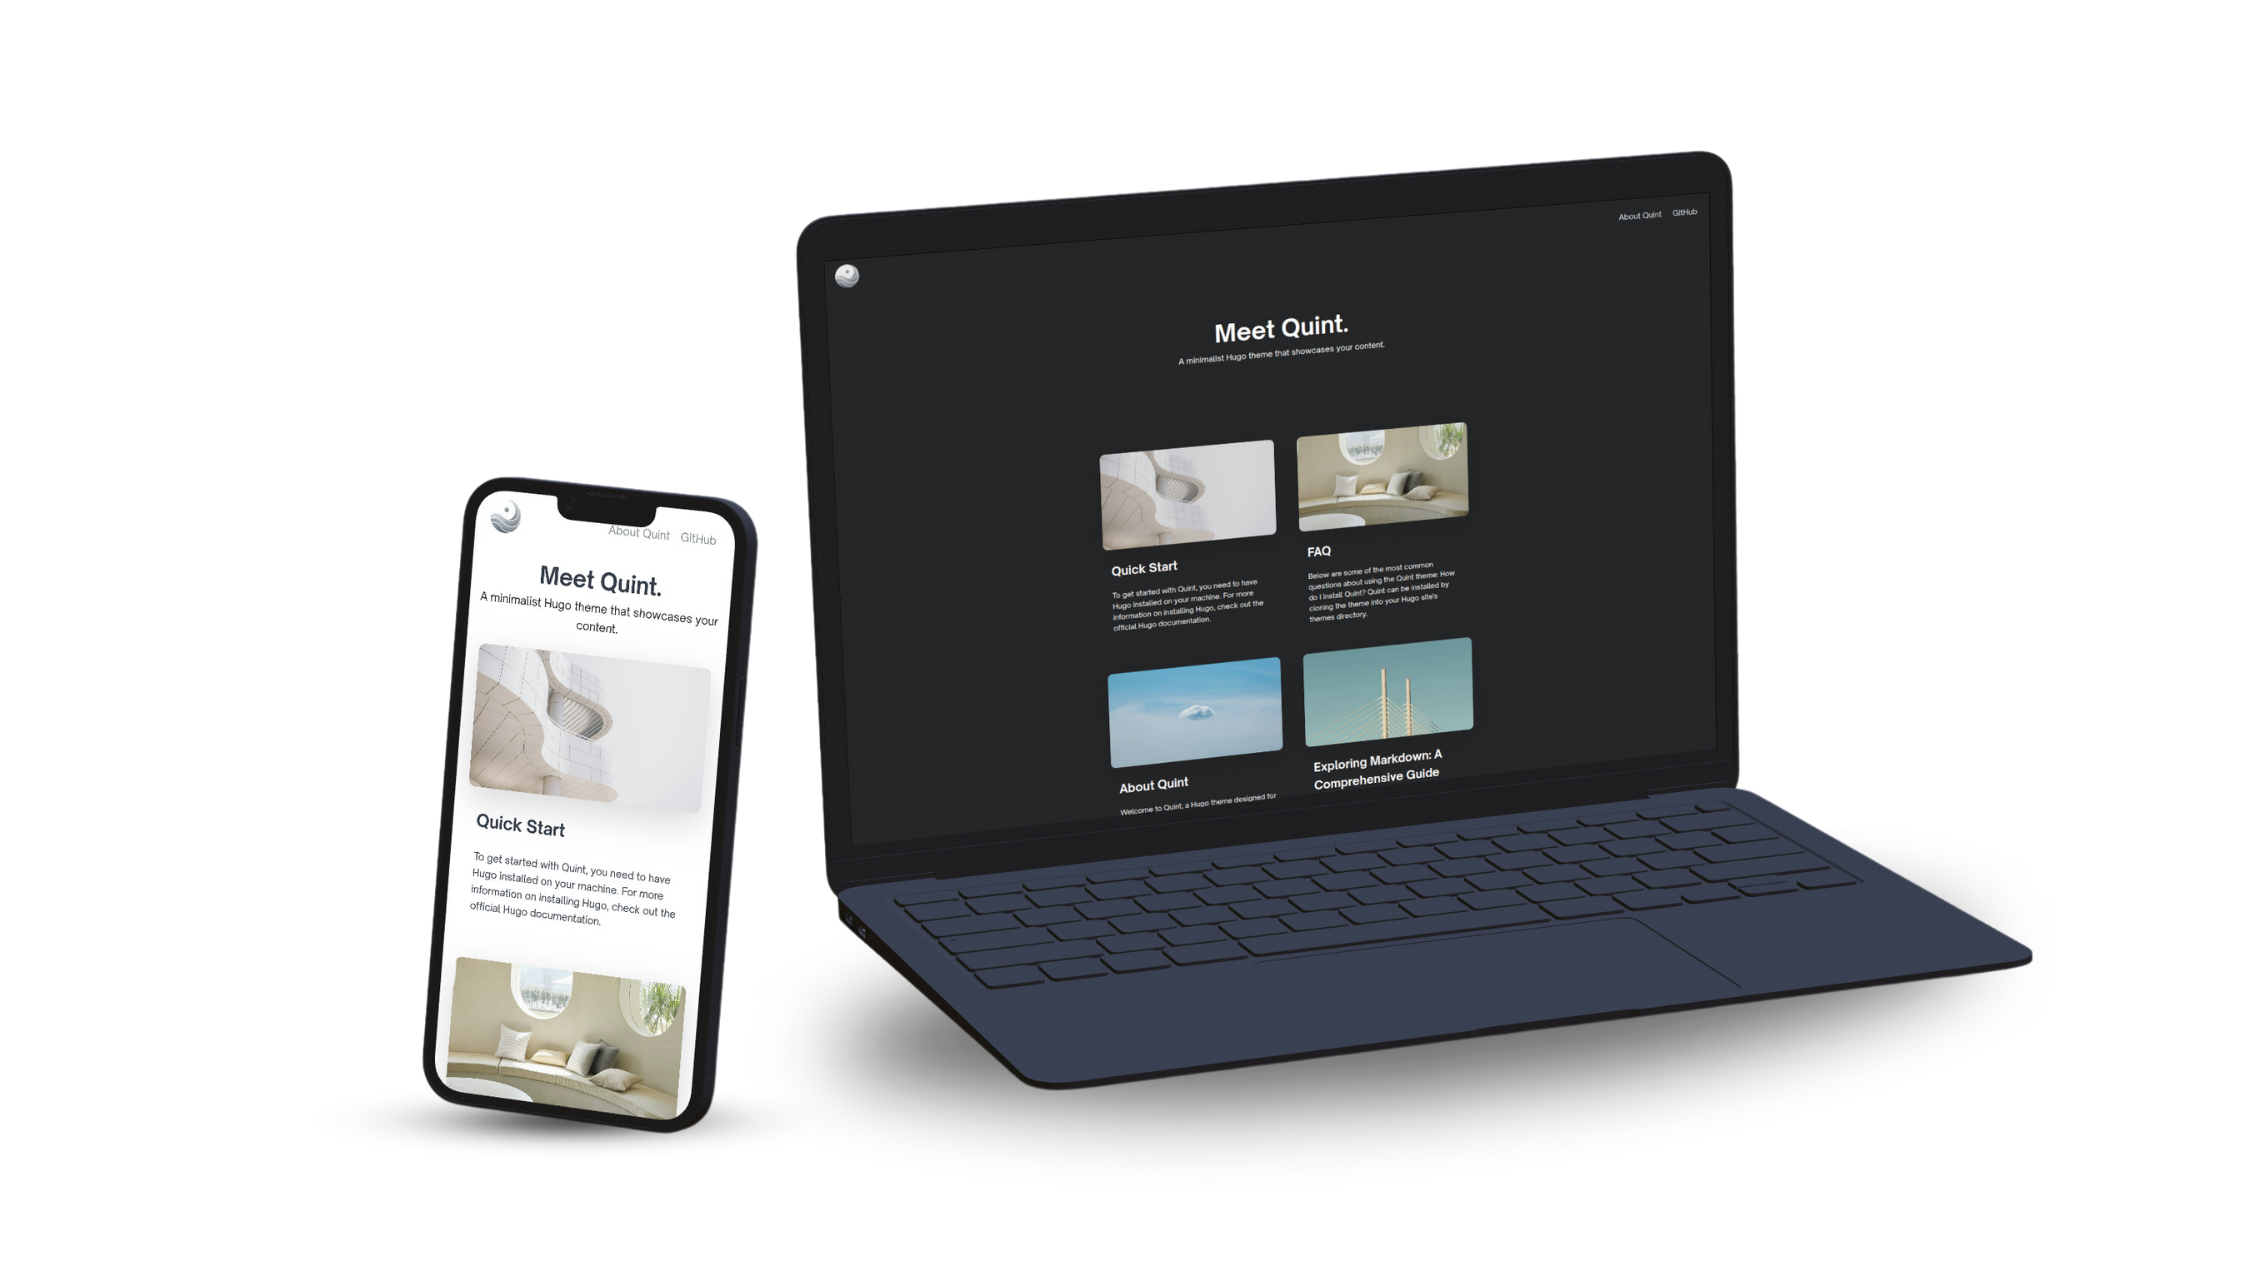 About Quint GitHub
Meet Quint.
A minimalist Hugo theme that showcases your
content.
Quick Start
To get started with Quint, you need to have
Hugo installed on your machine. For more
information on installing Hugo, check out the
official Hugo documentation.
About Quint GitHub
Meet Quint.
A minimalist Hugo theme that showcases your content.
Quick Start
To get started with Quint, you need to have
Hugo installed on your machine. For more
information on installing Hugo, check out the
official Hugo documentation.
FAQ
Below are some of the most common
questions about using the Quint theme: How
do I install Quint? Quint can be installed by
cloning the theme into your Hugo site's
themes directory.
About Quint
Welcome to Quint, a Hugo theme designed for
Exploring Markdown: A
Comprehensive Guide